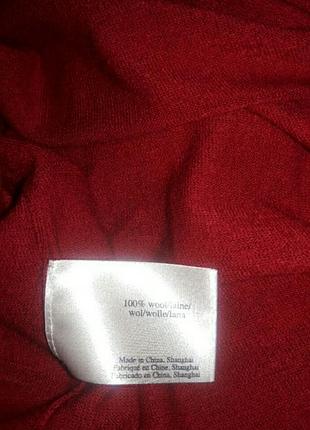 100% wool/laine/
wol/wolle/lana
Made in China, Shanghai
Fabriqué en Chine, Shanghai
Fabricado en China, Shanghai